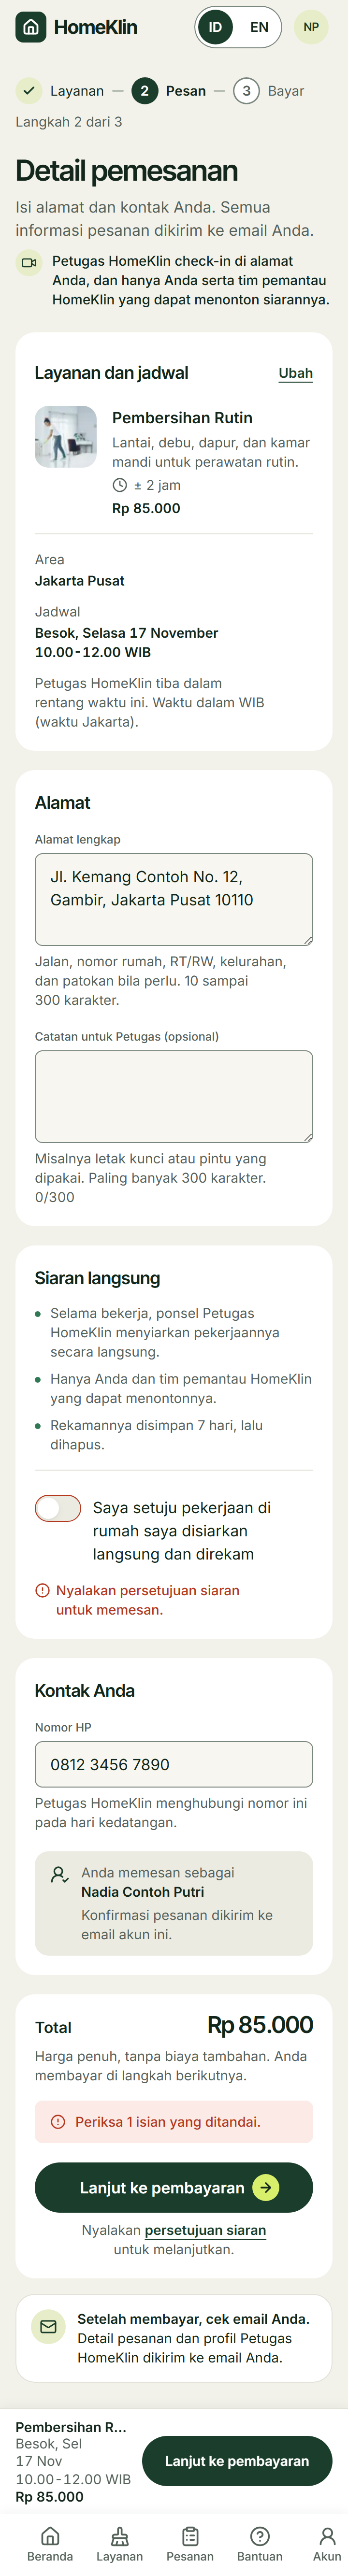 HomeKlin
ID EN NP
Layanan 2 Pesan 3 Bayar
Langkah 2 dari 3
Detail pemesanan
Isi alamat dan kontak Anda. Semua
informasi pesanan dikirim ke email Anda.
Petugas HomeKlin check-in di alamat
Anda, dan hanya Anda serta tim pemantau
HomeKlin yang dapat menonton siarannya.
Layanan dan jadwal Ubah
Pembersihan Rutin
Lantai, debu, dapur, dan kamar
mandi untuk perawatan rutin.
± 2 jam
Rp 85.000
Area
Jakarta Pusat
Jadwal
Besok, Selasa 17 November
10.00-12.00 WIB
Petugas HomeKlin tiba dalam
rentang waktu ini. Waktu dalam WIB
(waktu Jakarta).
Alamat
Alamat lengkap
Jl. Kemang Contoh No. 12,
Gambir, Jakarta Pusat 10110
Jalan, nomor rumah, RT/RW, kelurahan,
dan patokan bila perlu. 10 sampai
300 karakter.
Catatan untuk Petugas (opsional)
Misalnya letak kunci atau pintu yang
dipakai. Paling banyak 300 karakter.
0/300
Siaran langsung
Selama bekerja, ponsel Petugas
HomeKlin menyiarkan pekerjaannya
secara langsung.
Hanya Anda dan tim pemantau HomeKlin
yang dapat menontonnya.
Rekamannya disimpan 7 hari, lalu
dihapus.
Saya setuju pekerjaan di
rumah saya disiarkan
langsung dan direkam
Nyalakan persetujuan siaran
untuk memesan.
Kontak Anda
Nomor HP
0812 3456 7890
Petugas HomeKlin menghubungi nomor ini
pada hari kedatangan.
Anda memesan sebagai
Nadia Contoh Putri
Konfirmasi pesanan dikirim ke
email akun ini.
Total Rp 85.000
Harga penuh, tanpa biaya tambahan. Anda
membayar di langkah berikutnya.
Periksa 1 isian yang ditandai.
Lanjut ke pembayaran
Nyalakan persetujuan siaran
untuk melanjutkan.
Setelah membayar, cek email Anda.
Detail pesanan dan profil Petugas
HomeKlin dikirim ke email Anda.
Pembersihan R...
Besok, Sel
17 Nov
10.00-12.00 WIB
Rp 85.000
Lanjut ke pembayaran
Beranda Layanan Pesanan Bantuan Akun